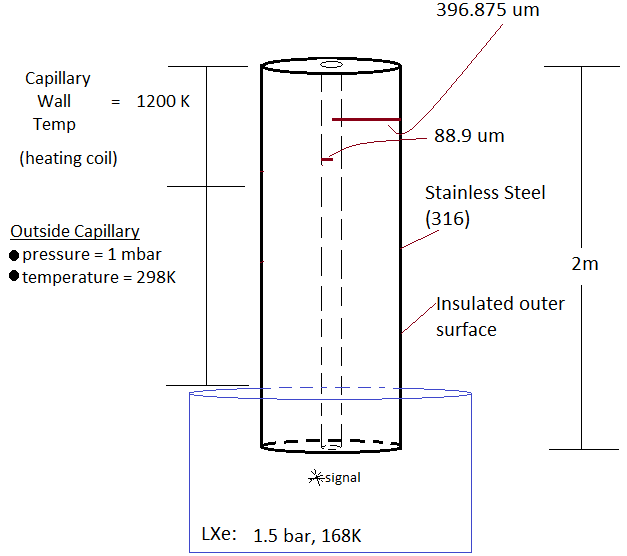 396.875 um
Capillary
Wall = 1200 K
Temp
(heating coil)
88.9 um
Stainless Steel
(316)
Outside Capillary
pressure = 1 mbar
temperature = 298K
2m
Insulated outer
surface
signal
LXe: 1.5 bar, 168K